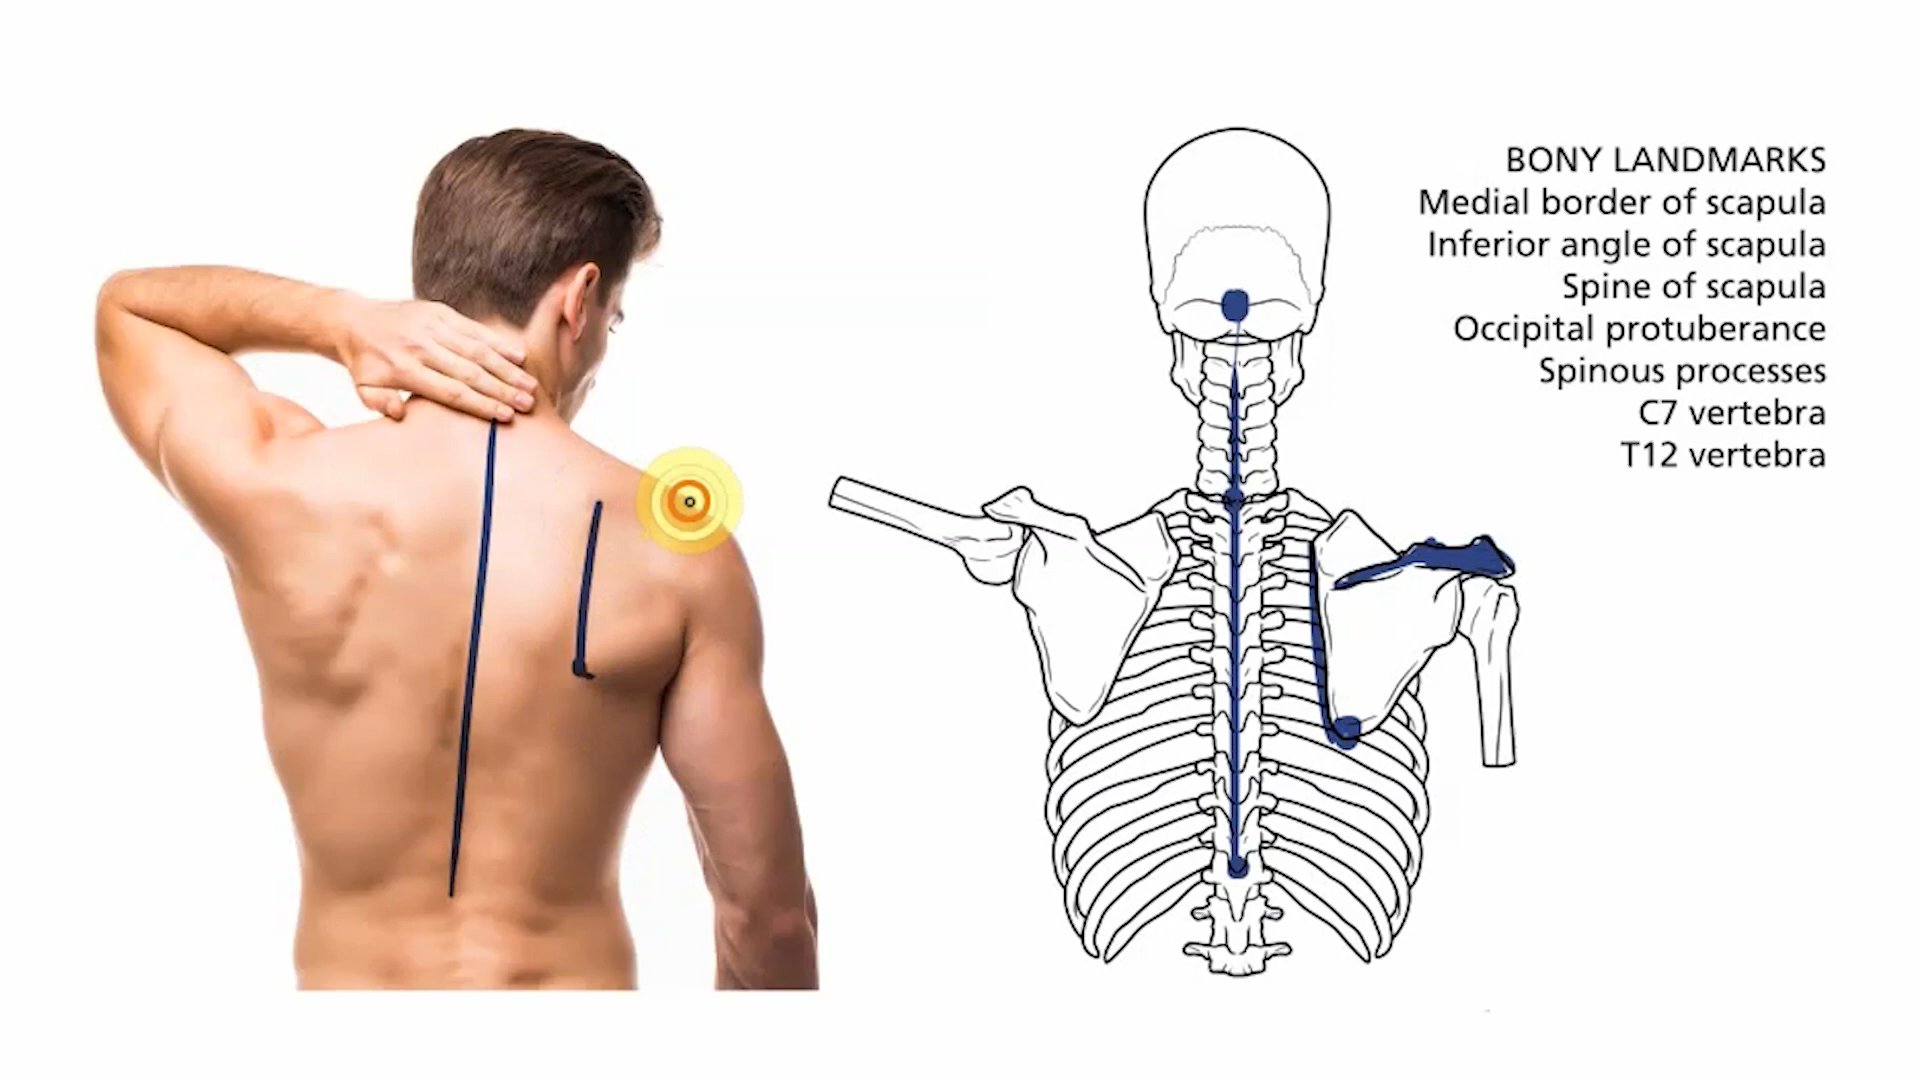 BONY LANDMARKS
Medial border of scapula
Inferior angle of scapula
Spine of scapula
Occipital protuberance
Spinous processes
C7 vertebra
T12 vertebra